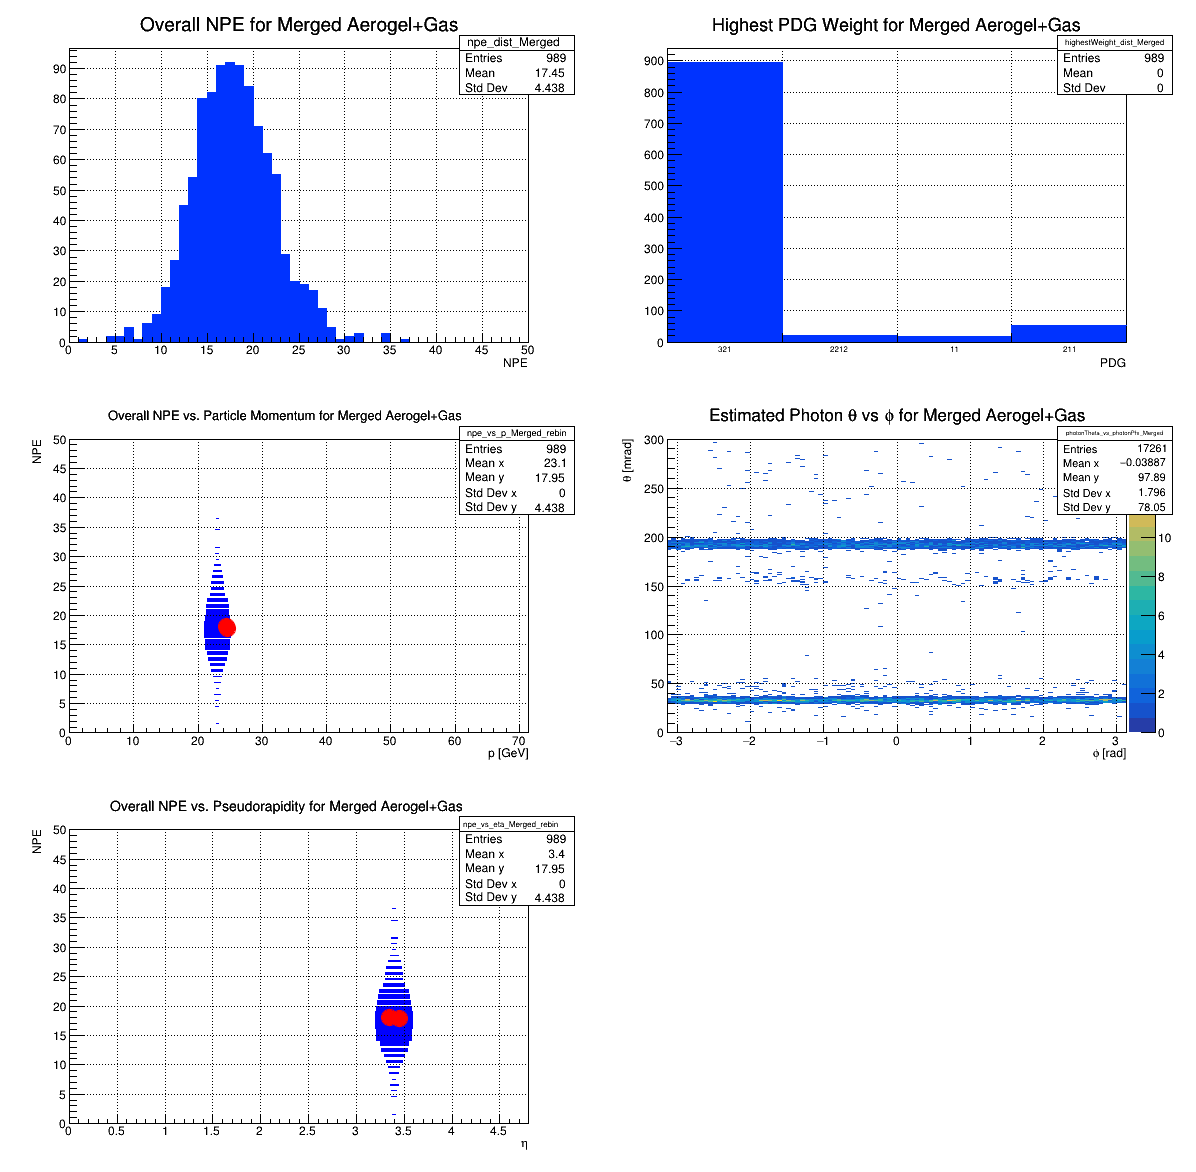 Overall NPE for Merged Aerogel+Gas
npe_dist_Merged
Entries 989
Mean 17.45
Std Dev 4.438
90
80
70
60
50
40
30
20
10
0
0 5 10 15 20 25 30 35 40 45 50
NPE
Highest PDG Weight for Merged Aerogel+Gas
highestWeight_dist_Merged
Entries 989
Mean 0
Std Dev 0
900
800
700
600
500
400
300
200
100
0
321 2212 11 211
PDG
Overall NPE vs. Particle Momentum for Merged Aerogel+Gas
npe_vs_p_Merged_rebin
Entries 989
Mean x 23.1
Mean y 17.95
Std Dev x 0
Std Dev y 4.438
NPE
50
45
40
35
30
25
20
15
10
5
0
0 10 20 30 40 50 60 70
p [GeV]
Estimated Photon θ vs ϕ for Merged Aerogel+Gas
photonTheta_vs_photonPhi_Merged
Entries 17261
Mean x −0.03887
Mean y 97.89
Std Dev x 1.796
Std Dev y 78.05
θ [mrad]
300
250
200
150
100
50
0
−3 −2 −1 0 1 2 3
ϕ [rad]
10
8
6
4
2
0
Overall NPE vs. Pseudorapidity for Merged Aerogel+Gas
npe_vs_eta_Merged_rebin
Entries 989
Mean x 3.4
Mean y 17.95
Std Dev x 0
Std Dev y 4.438
NPE
50
45
40
35
30
25
20
15
10
5
0
0 0.5 1 1.5 2 2.5 3 3.5 4 4.5
η